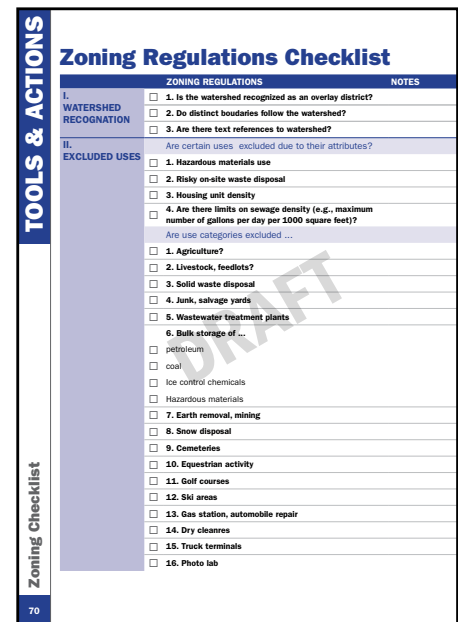 TOOLS & ACTIONS
Zoning Regulations Checklist
ZONING REGULATIONS NOTES
I.
WATERSHED
RECOGNATION
1. Is the watershed recognized as an overlay district?
2. Do distinct boudaries follow the watershed?
3. Are there text references to watershed?
II.
EXCLUDED USES
Are certain uses excluded due to their attributes?
1. Hazardous materials use
2. Risky on-site waste disposal
3. Housing unit density
4. Are there limits on sewage density (e.g., maximum
number of gallons per day per 1000 square feet)?
Are use categories excluded ...
1. Agriculture?
2. Livestock, feedlots?
3. Solid waste disposal
4. Junk, salvage yards
5. Wastewater treatment plants
6. Bulk storage of ...
petroleum
coal
Ice control chemicals
Hazardous materials
7. Earth removal, mining
8. Snow disposal
9. Cemeteries
10. Equestrian activity
11. Golf courses
12. Ski areas
13. Gas station, automobile repair
14. Dry cleanres
15. Truck terminals
16. Photo lab
DRAFT
Zoning Checklist
70